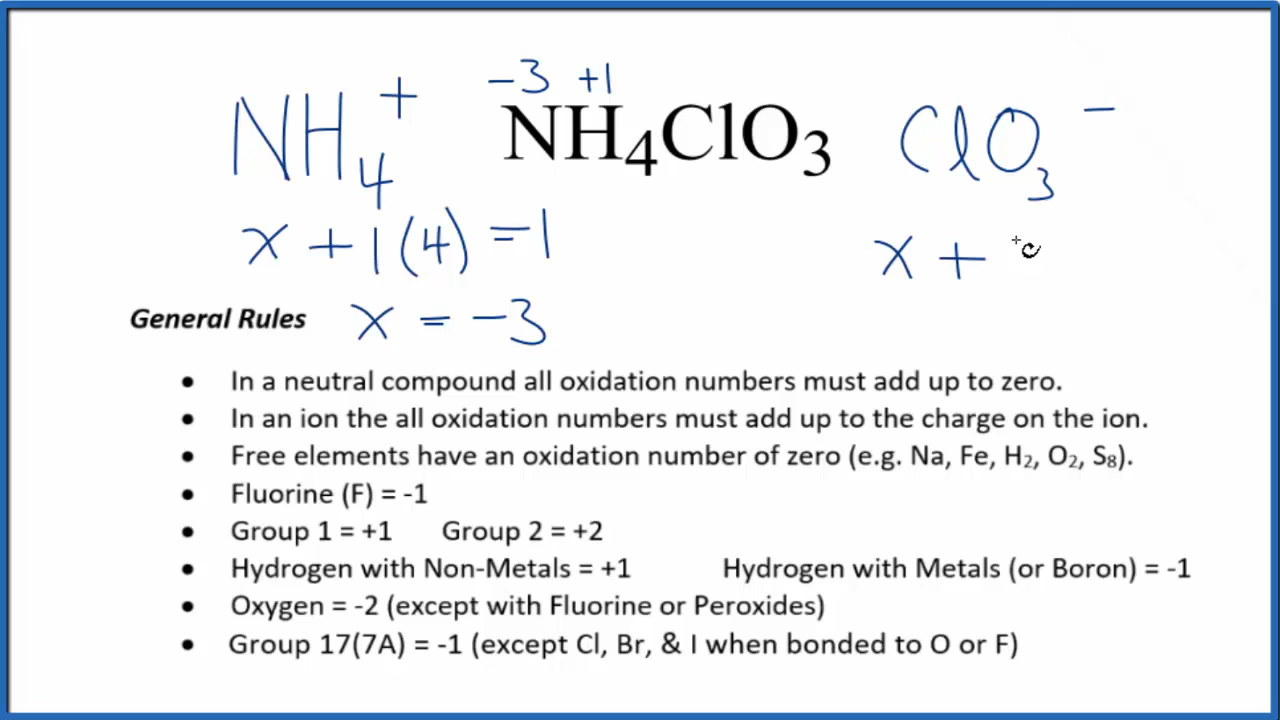 -3 +1
NH₄⁺ NH₄ClO₃ ClO₃⁻
x + 1(4) = 1 x +
General Rules x = -3
• In a neutral compound all oxidation numbers must add up to zero.
• In an ion the all oxidation numbers must add up to the charge on the ion.
• Free elements have an oxidation number of zero (e.g. Na, Fe, H₂, O₂, S₈).
• Fluorine (F) = -1
• Group 1 = +1 Group 2 = +2
• Hydrogen with Non-Metals = +1 Hydrogen with Metals (or Boron) = -1
• Oxygen = -2 (except with Fluorine or Peroxides)
• Group 17(7A) = -1 (except Cl, Br, & I when bonded to O or F)